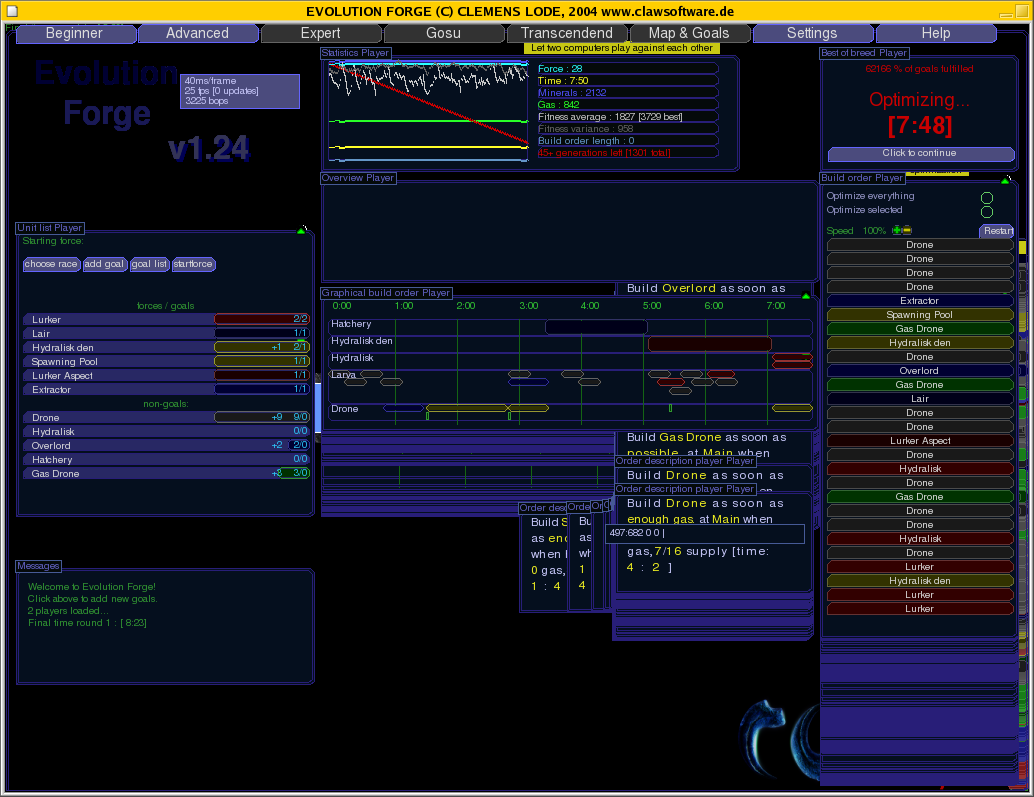 EVOLUTION FORGE (C) CLEMENS LODE, 2004 www.clawsoftware.de
Beginner
Advanced
Expert
Gosu
Transcendend
Map & Goals
Settings
Help
Let two computers play against each other
Evolution
Forge
v1.24
40ms/frame
25 fps [0 updates]
3225 bops
Statistics Player
Force : 28
Time : 7:50
Minerals : 2132
Gas : 842
Fitness average : 1827 [3729 best]
Fitness variance : 958
Build order length : 0
45+ generations left [1301 total]
Best of breed Player
62166 % of goals fulfilled
Optimizing...
[7:48]
Click to continue
Overview Player
Unit list Player
Starting force:
choose race
add goal
goal list
startforce
forces / goals
Lurker 2/2
Lair 1/1
Hydralisk den +1 2/1
Spawning Pool 1/1
Lurker Aspect 1/1
Extractor 1/1
non-goals:
Drone +9 9/0
Hydralisk 0/0
Overlord +2 2/0
Hatchery 0/0
Gas Drone +3 3/0
Build Overlord as soon as
Graphical build order Player
0:00 1:00 2:00 3:00 4:00 5:00 6:00 7:00
Hatchery
Hydralisk den
Hydralisk
Larva
Drone
Build Gas Drone as soon as
possible, at Main when
Order description player Player
Build Drone as soon as
Order description player Player
Build Drone as soon as
enough gas, at Main when
497:682 0 0 |
gas,7/16 supply [time:
4 : 2 ]
Order des
Build S
as eno
when
0 gas,
1 : 4
Orde
Bu
as
wh
1
4
Or
Build order Player
Optimize everything
Optimize selected
Speed 100%
Restart
Drone
Drone
Drone
Drone
Extractor
Spawning Pool
Gas Drone
Hydralisk den
Drone
Overlord
Gas Drone
Lair
Drone
Drone
Lurker Aspect
Drone
Hydralisk
Drone
Gas Drone
Drone
Drone
Hydralisk
Drone
Lurker
Hydralisk den
Lurker
Lurker
Messages
Welcome to Evolution Forge!
Click above to add new goals.
2 players loaded...
Final time round 1 : [ 8:23]